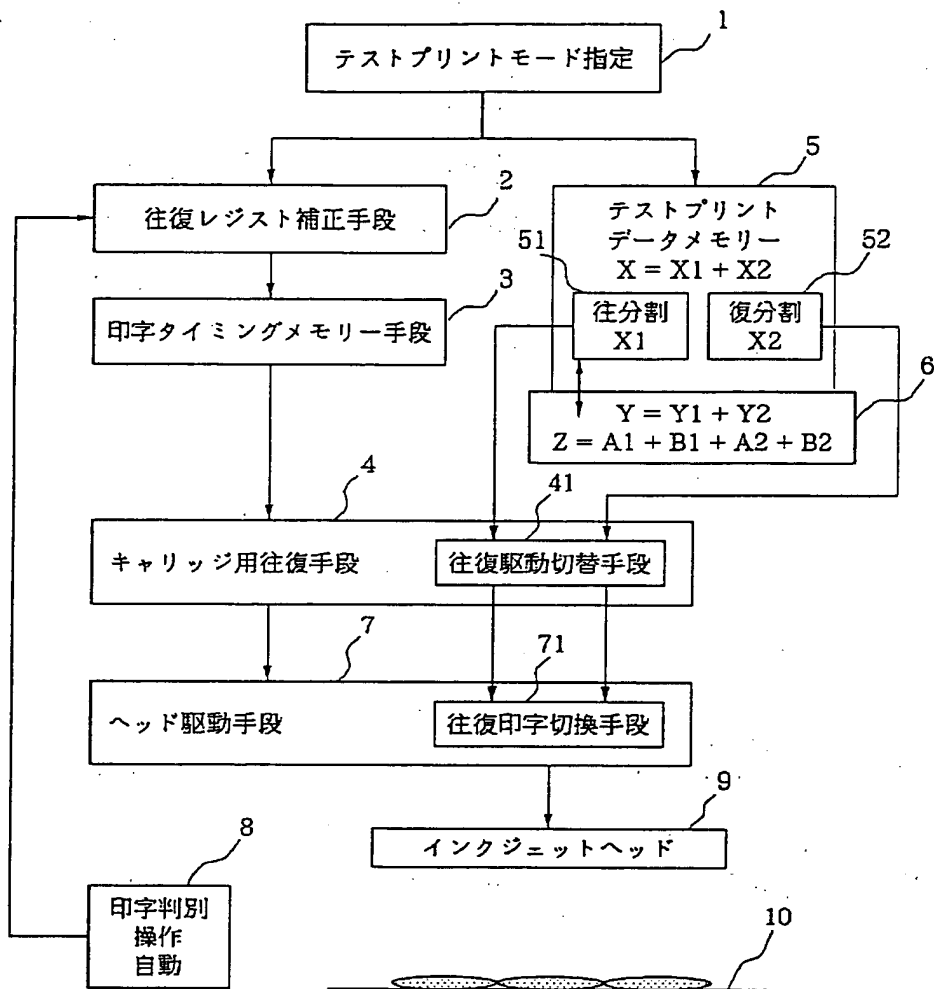 1
テストプリントモード指定
2
往復レジスト補正手段
5
テストプリント
データメモリー
X = X1 + X2
51
52
往分割
X1
復分割
X2
3
印字タイミングメモリー手段
6
Y = Y1 + Y2
Z = A1 + B1 + A2 + B2
4
41
キャリッジ用往復手段
往復駆動切替手段
7
71
ヘッド駆動手段
往復印字切換手段
9
インクジェットヘッド
8
印字判別
操作
自動
10